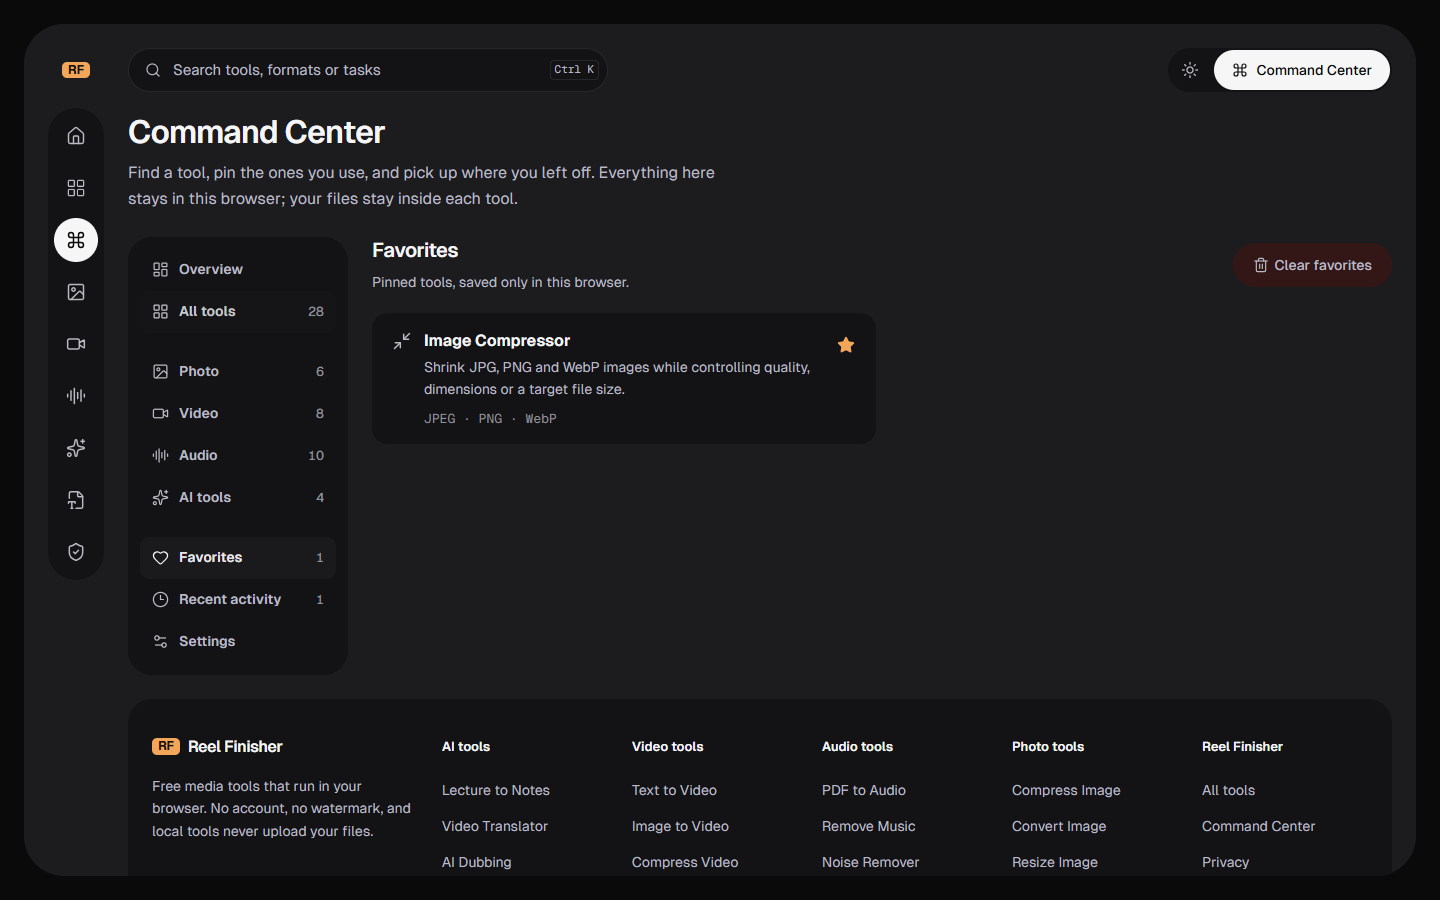 RF
Search tools, formats or tasks
Ctrl K
Command Center
Command Center
Find a tool, pin the ones you use, and pick up where you left off. Everything here
stays in this browser; your files stay inside each tool.
Overview
All tools 28
Photo 6
Video 8
Audio 10
AI tools 4
Favorites 1
Recent activity 1
Settings
Favorites
Pinned tools, saved only in this browser.
Clear favorites
Image Compressor
Shrink JPG, PNG and WebP images while controlling quality,
dimensions or a target file size.
JPEG · PNG · WebP
RF Reel Finisher
Free media tools that run in your
browser. No account, no watermark, and
local tools never upload your files.
AI tools
Lecture to Notes
Video Translator
AI Dubbing
Video tools
Text to Video
Image to Video
Compress Video
Audio tools
PDF to Audio
Remove Music
Noise Remover
Photo tools
Compress Image
Convert Image
Resize Image
Reel Finisher
All tools
Command Center
Privacy